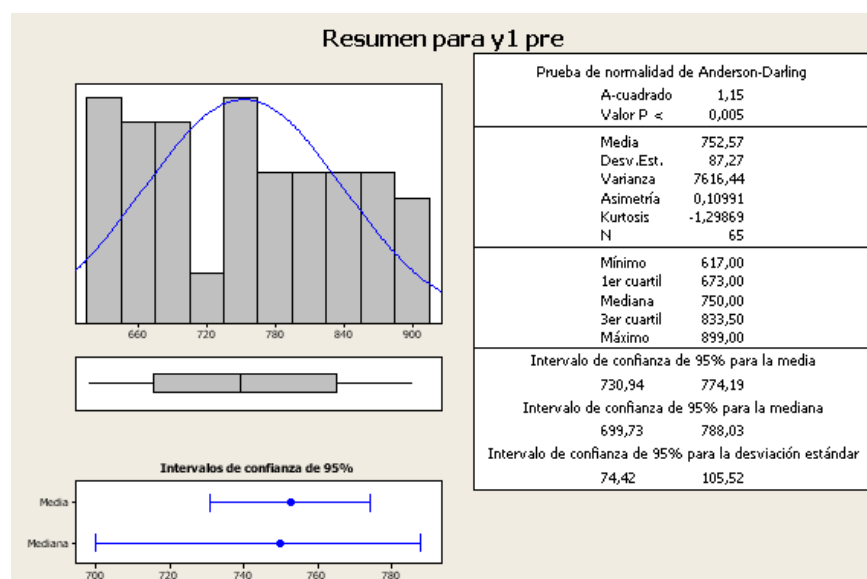 Resumen para y1 pre
Prueba de normalidad de Anderson-Darling
A-cuadrado 1,15
Valor P < 0,005
Media 752,57
Desv.Est. 87,27
Varianza 7616,44
Asimetría 0,10991
Kurtosis -1,29869
N 65
Mínimo 617,00
1er cuartil 673,00
Mediana 750,00
3er cuartil 833,50
Máximo 899,00
Intervalo de confianza de 95% para la media
730,94 774,19
Intervalo de confianza de 95% para la mediana
699,73 788,03
Intervalo de confianza de 95% para la desviación estándar
74,42 105,52
660 720 780 840 900
Intervalos de confianza de 95%
Media
Mediana
700 720 740 760 780